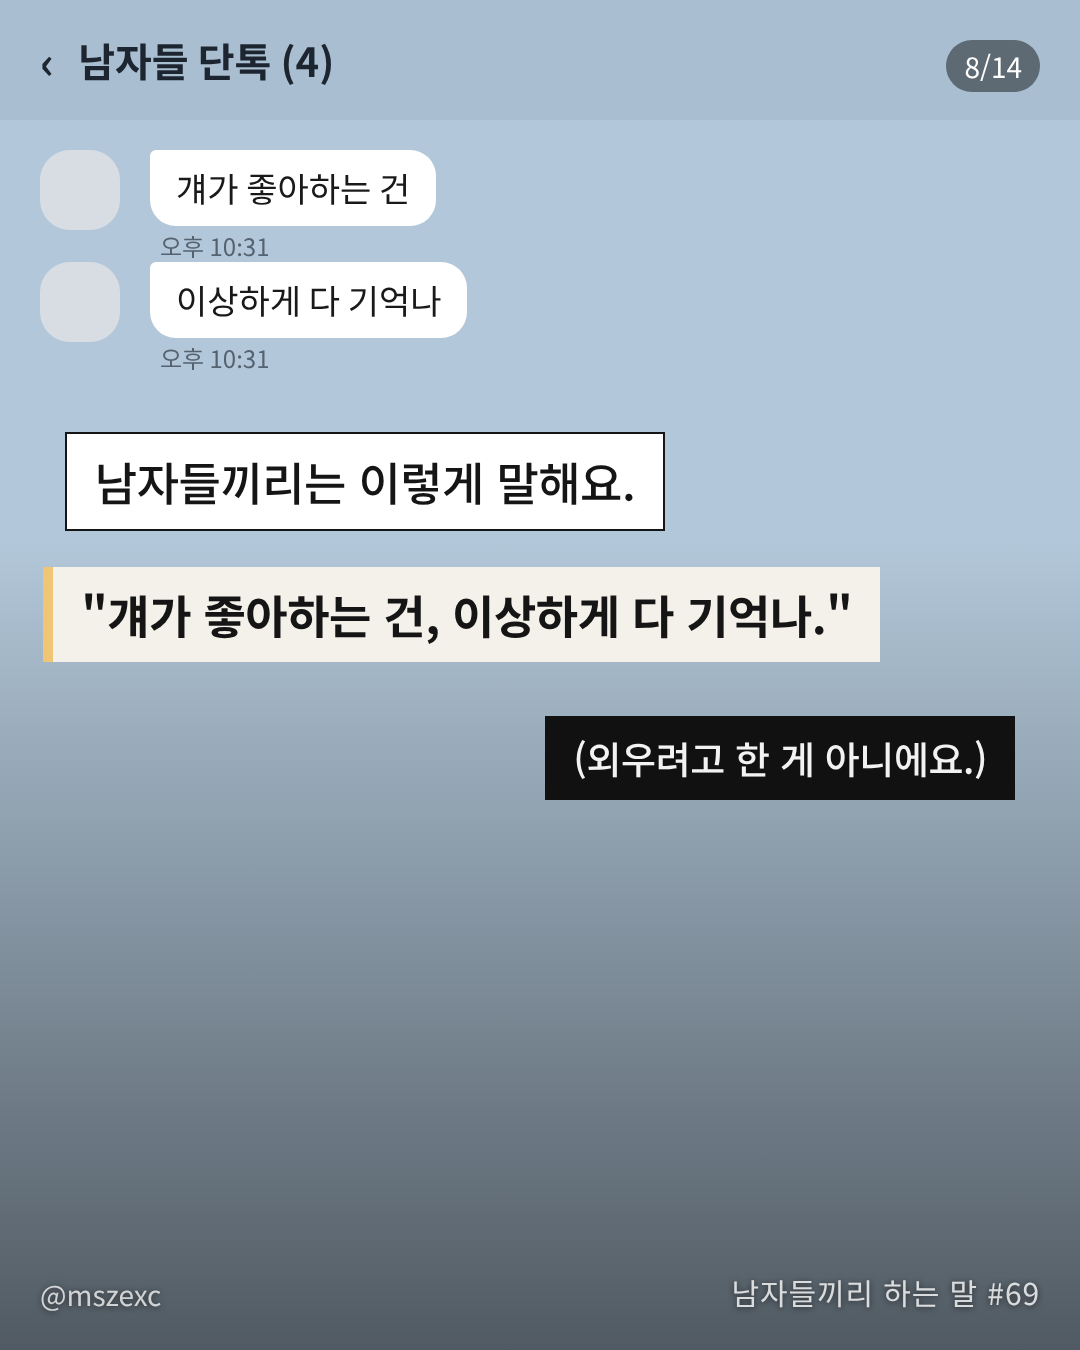 ‹ 남자들 단톡 (4)
8/14
걔가 좋아하는 건
오후 10:31
이상하게 다 기억나
오후 10:31
남자들끼리는 이렇게 말해요.
"걔가 좋아하는 건, 이상하게 다 기억나."
(외우려고 한 게 아니에요.)
@mszexc
남자들끼리 하는 말 #69